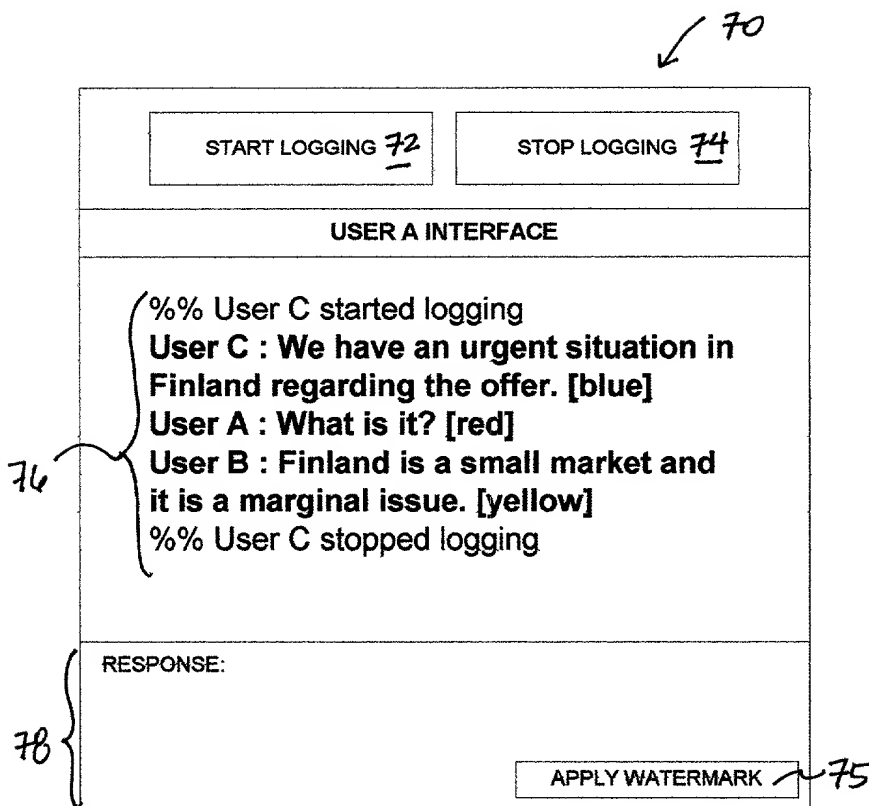 70
START LOGGING 72
STOP LOGGING 74
USER A INTERFACE
%% User C started logging
User C : We have an urgent situation in
Finland regarding the offer. [blue]
User A : What is it? [red]
User B : Finland is a small market and
it is a marginal issue. [yellow]
%% User C stopped logging
76
RESPONSE:
78
APPLY WATERMARK
75